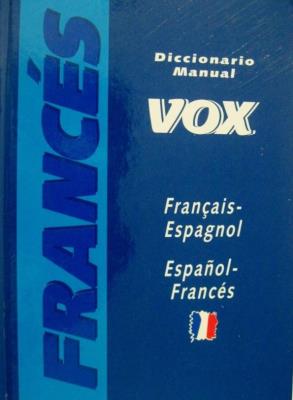 FRANCÉS
Diccionario
Manual
VOX
Français-
Espagnol
Español-
Francés